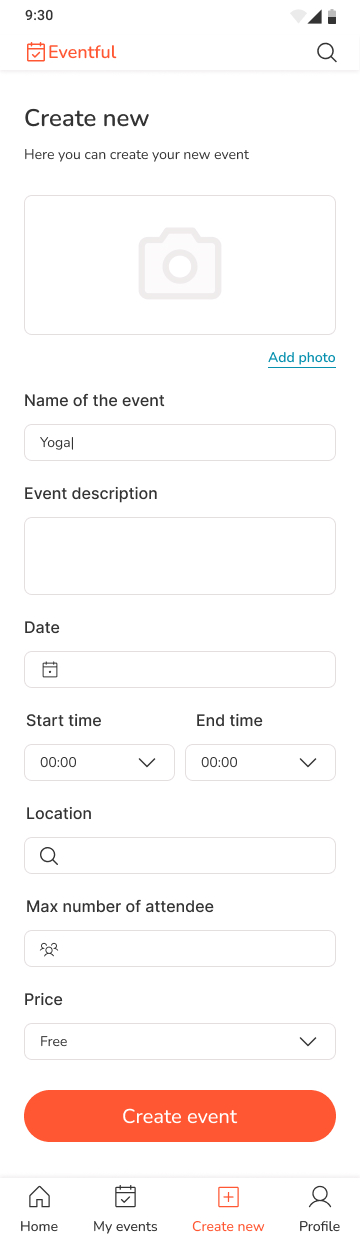 9:30
Eventful
Create new
Here you can create your new event
Add photo
Name of the event
Yoga
Event description
Date
Start time End time
00:00 00:00
Location
Max number of attendee
Price
Free
Create event
Home My events Create new Profile